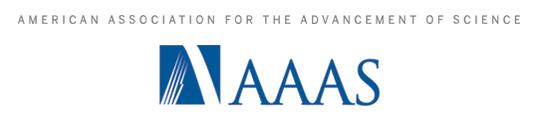 AMERICAN ASSOCIATION FOR THE ADVANCEMENT OF SCIENCE
AAAS